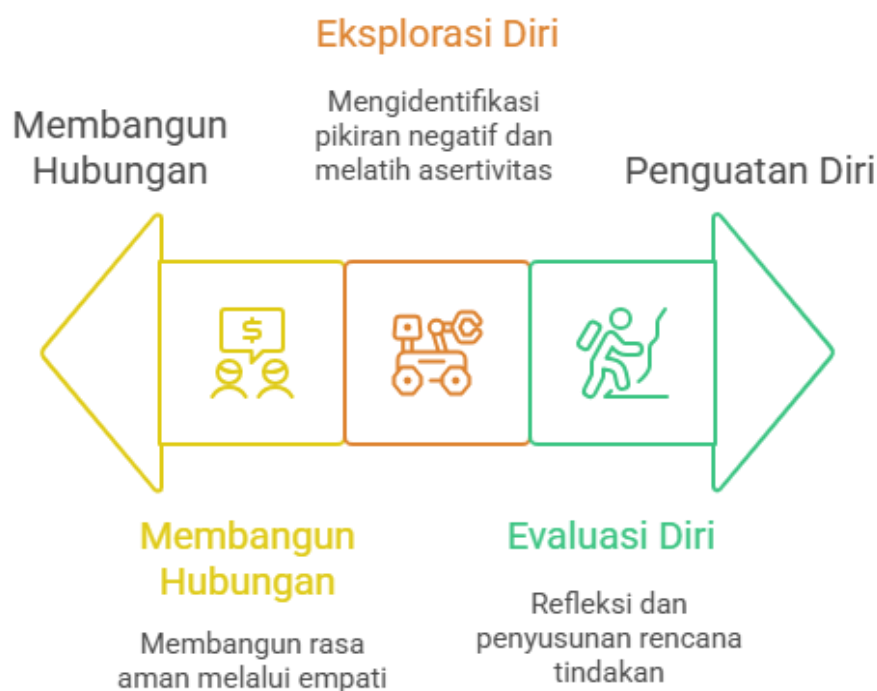 Eksplorasi Diri
Mengidentifikasi
pikiran negatif dan
melatih asertivitas
Membangun
Hubungan
Penguatan Diri
$
Membangun
Hubungan
Membangun rasa
aman melalui empati
Evaluasi Diri
Refleksi dan
penyusunan rencana
tindakan